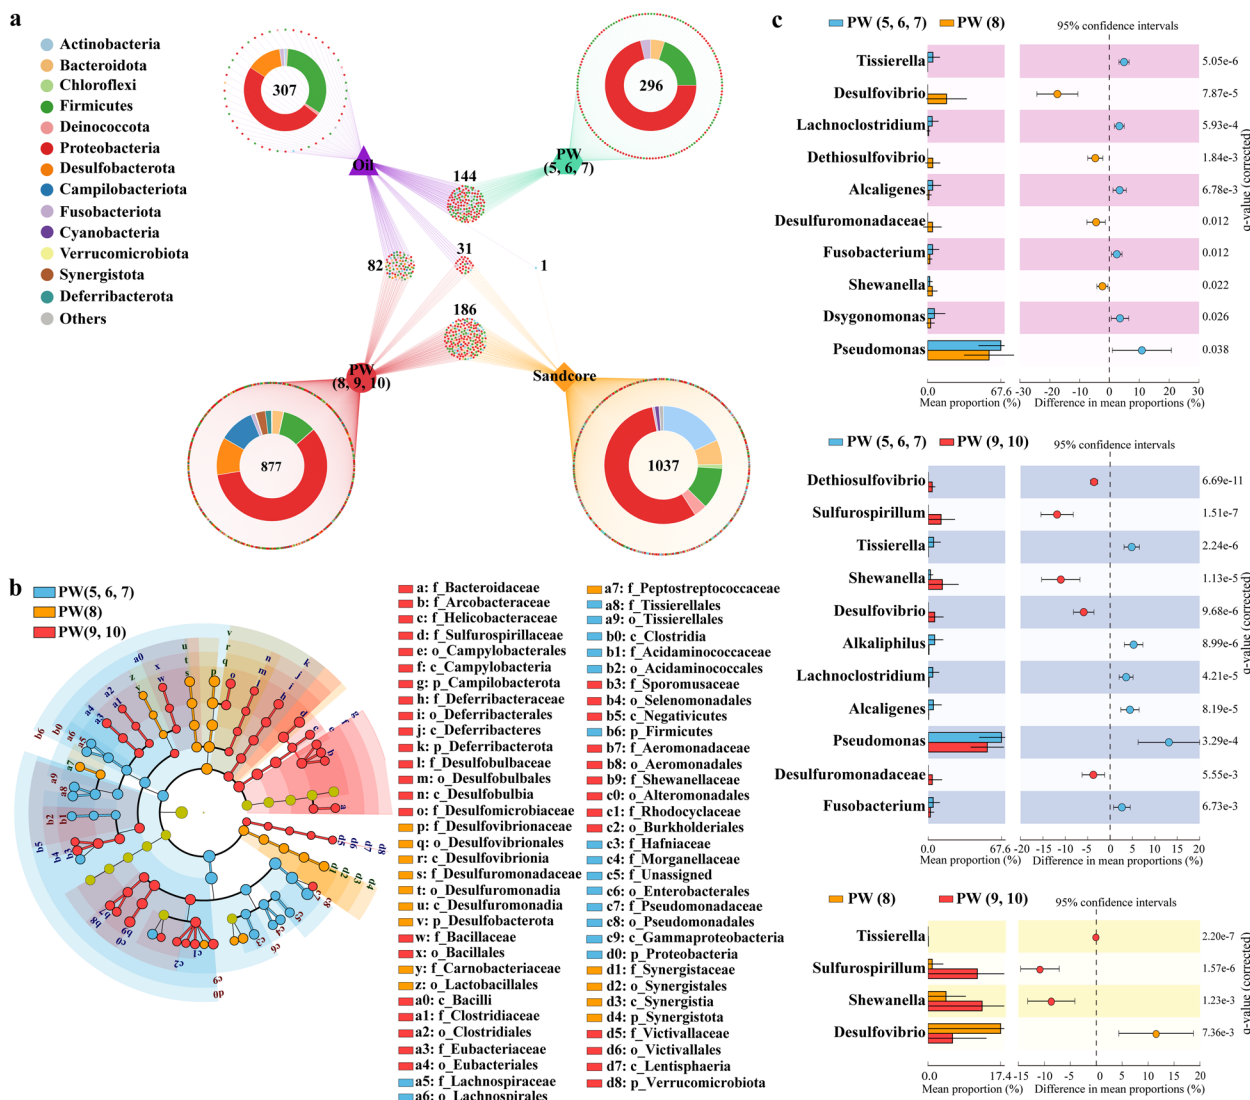 a
Actinobacteria
Bacteroidota
Chloroflexi
Firmicutes
Deinococcota
Proteobacteria
Desulfobacterota
Campilobacteriota
Fusobacteriota
Cyanobacteria
Verrucomicrobiota
Synergistota
Deferribacterota
Others
307
296
Oil
PW
(5, 6, 7)
144
82
31
1
186
PW
(8, 9, 10)
Sandcore
877
1037
b
PW(5, 6, 7)
PW(8)
PW(9, 10)
a: f_Bacteroidaceae
b: f_Arcobacteraceae
c: f_Helicobacteraceae
d: f_Sulfurospirillaceae
e: o_Campylobacterales
f: c_Campylobacteria
g: p_Campilobacterota
h: f_Deferribacteraceae
i: o_Deferribacterales
j: c_Deferribacteres
k: p_Deferribacterota
l: f_Desulfobulbaceae
m: o_Desulfobulbales
n: c_Desulfobulbia
o: f_Desulfomicrobiaceae
p: f_Desulfovibrionaceae
q: o_Desulfovibrionales
r: c_Desulfovibrionia
s: f_Desulfuromonadaceae
t: o_Desulfuromonadia
u: c_Desulfuromonadia
v: p_Desulfobacterota
w: f_Bacillaceae
x: o_Bacillales
y: f_Carnobacteriaceae
z: o_Lactobacillales
a0: c_Bacilli
a1: f_Clostridiaceae
a2: o_Clostridiales
a3: f_Eubacteriaceae
a4: o_Eubacteriales
a5: f_Lachnospiraceae
a6: o_Lachnospirales
a7: f_Peptostreptococcaceae
a8: f_Tissierellales
a9: o_Tissierellales
b0: c_Clostridia
b1: f_Acidaminococcaceae
b2: o_Acidaminococcales
b3: f_Sporomusaceae
b4: o_Selenomonadales
b5: c_Negativicutes
b6: p_Firmicutes
b7: f_Aeromonadaceae
b8: o_Aeromonadales
b9: f_Shewanellaceae
c0: o_Alteromonadales
c1: f_Rhodocyclaceae
c2: o_Burkholderiales
c3: f_Hafniaceae
c4: f_Morganellaceae
c5: f_Unassigned
c6: o_Enterobacterales
c7: f_Pseudomonadaceae
c8: o_Pseudomonadales
c9: c_Gammaproteobacteria
d0: p_Proteobacteria
d1: f_Synergistaceae
d2: o_Synergistales
d3: c_Synergistia
d4: p_Synergistota
d5: f_Victivallaceae
d6: o_Victivallales
d7: c_Lentisphaeria
d8: p_Verrucomicrobiota
c
PW (5, 6, 7) PW (8)
95% confidence intervals
Tissierella 5.05e-6
Desulfovibrio 7.87e-5
Lachnoclostridium 5.93e-4
Dethiosulfovibrio 1.84e-3
Alcaligenes 6.78e-3
Desulfuromonadaceae 0.012
Fusobacterium 0.012
Shewanella 0.022
Dsygonomonas 0.026
Pseudomonas 0.038
q-value (corrected)
0.0 67.6 -30 -20 -10 0 10 20 30
Mean proportion (%) Difference in mean proportions (%)
PW (5, 6, 7) PW (9, 10)
95% confidence intervals
Dethiosulfovibrio 6.69e-11
Sulfurospirillum 1.51e-7
Tissierella 2.24e-6
Shewanella 1.13e-5
Desulfovibrio 9.68e-6
Alkaliphilus 8.99e-6
Lachnoclostridium 4.21e-5
Alcaligenes 8.19e-5
Pseudomonas 3.29e-4
Desulfuromonadaceae 5.55e-3
Fusobacterium 6.73e-3
q-value (corrected)
0.0 67.6 -20 -15 -10 -5 0 5 10 15 20
Mean proportion (%) Difference in mean proportions (%)
PW (8) PW (9, 10)
95% confidence intervals
Tissierella 2.20e-7
Sulfurospirillum 1.57e-6
Shewanella 1.23e-3
Desulfovibrio 7.36e-3
q-value (corrected)
0.0 17.4 -15 -10 -5 0 5 10 15 20
Mean proportion (%) Difference in mean proportions (%)